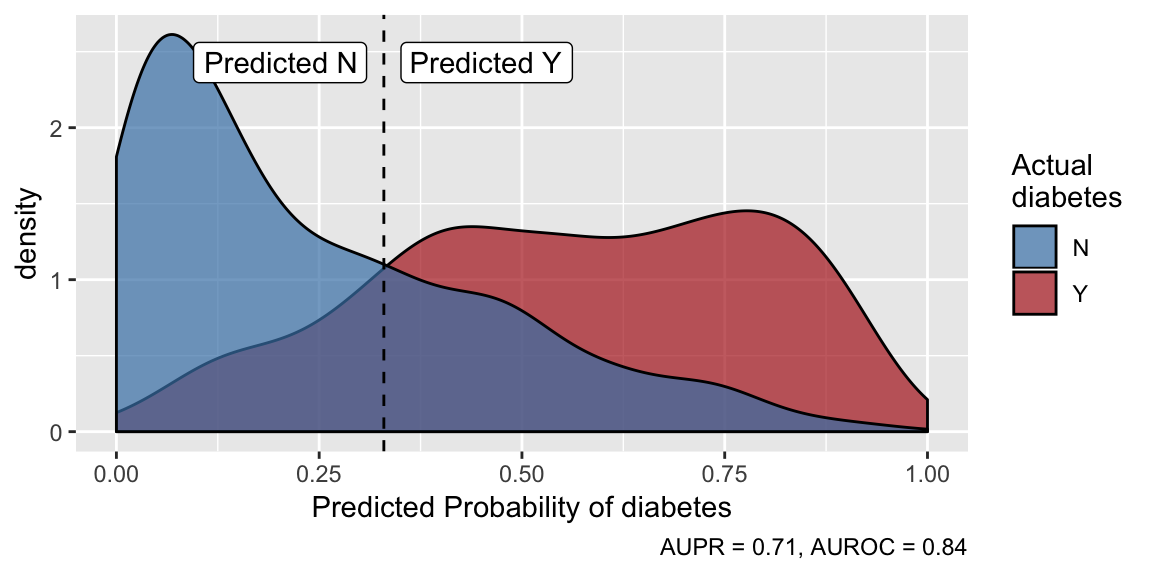 Predicted N
Predicted Y
density
2
1
0
0.00
0.25
0.50
0.75
1.00
Predicted Probability of diabetes
AUPR = 0.71, AUROC = 0.84
Actual
diabetes
N
Y